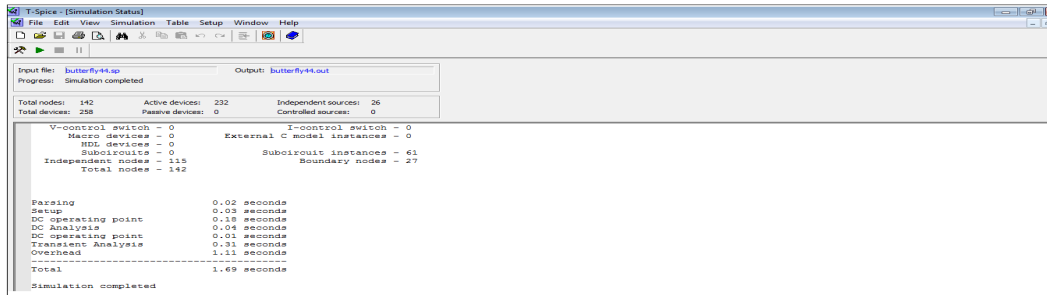 T-Spice - [Simulation Status]
File Edit View Simulation Table Setup Window Help
Input file: butterfly44.sp Output: butterfly44.out
Progress: Simulation completed
Total nodes: 142 Active devices: 232 Independent sources: 26
Total devices: 258 Passive devices: 0 Controlled sources: 0
V-control switch - 0 I-control switch - 0
Macro devices - 0 External C model instances - 0
HDL devices - 0
Subcircuits - 0 Subcircuit instances - 61
Independent nodes - 115 Boundary nodes - 27
Total nodes - 142
Parsing 0.02 seconds
Setup 0.03 seconds
DC operating point 0.18 seconds
DC Analysis 0.04 seconds
DC operating point 0.01 seconds
Transient Analysis 0.31 seconds
Overhead 1.11 seconds
-----------------------------------------
Total 1.69 seconds
Simulation completed